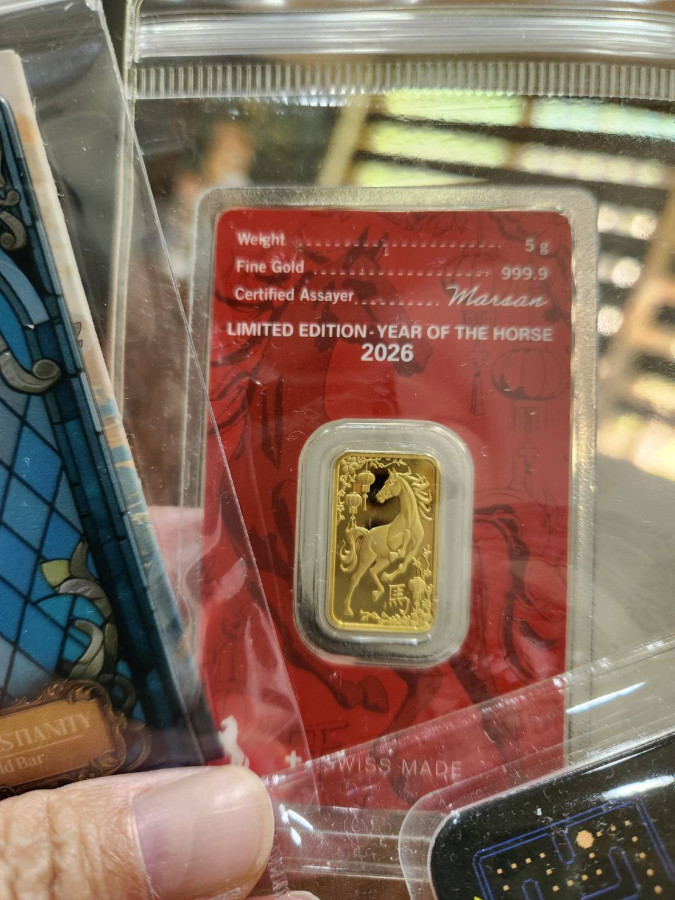 Weight ........................................ 5 g
Fine Gold .................................. 999.9
Certified Assayer ................ Marsan
LIMITED EDITION - YEAR OF THE HORSE
2026
馬
SWISS MADE